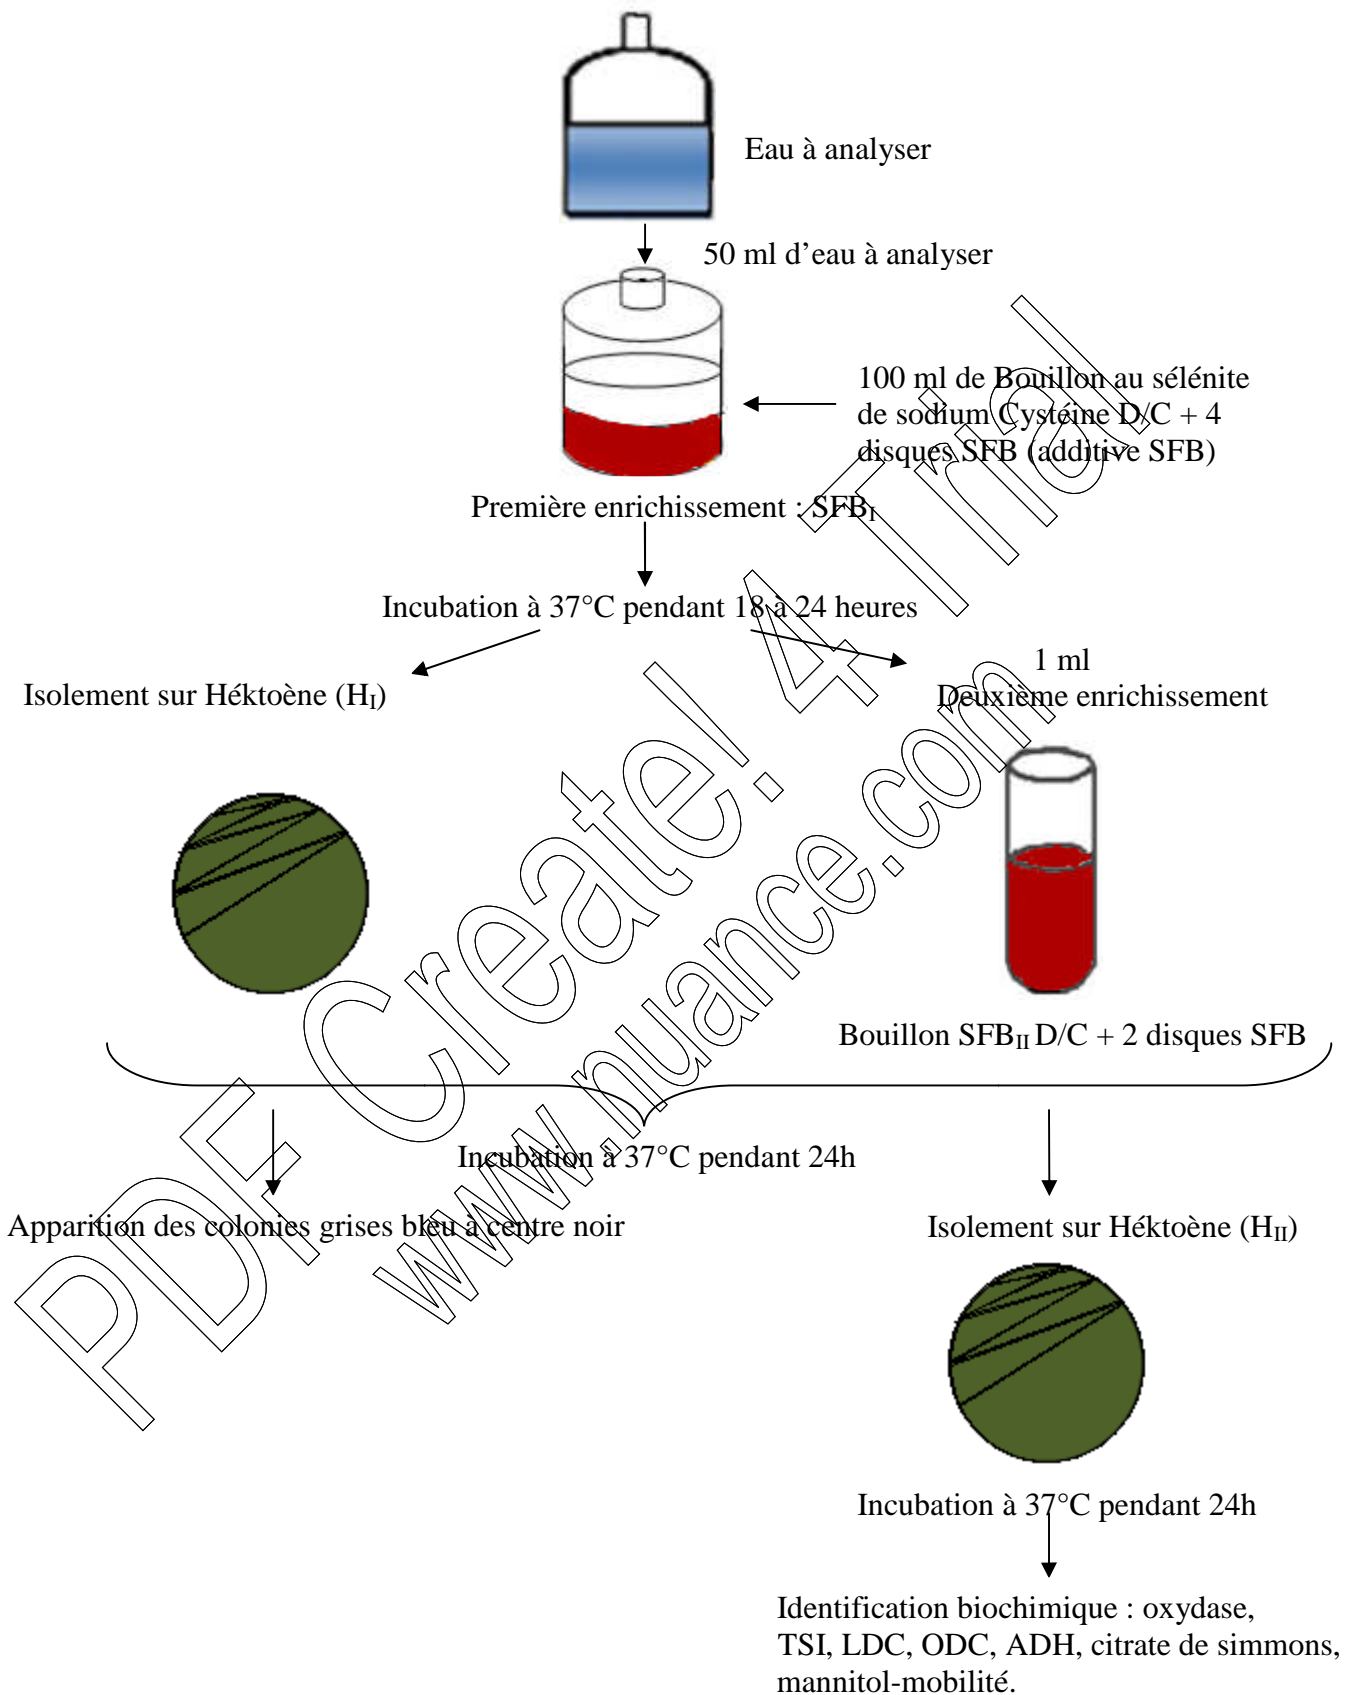 Eau à analyser
50 ml d’eau à analyser
100 ml de Bouillon au sélénite
de sodium Cystéine D/C + 4
disques SFB (additive SFB)
Première enrichissement : SFB_I
Incubation à 37°C pendant 18 à 24 heures
Isolement sur Héktoène (H_I)
1 ml
Deuxième enrichissement
Bouillon SFB_II D/C + 2 disques SFB
Incubation à 37°C pendant 24h
Apparition des colonies grises bleu à centre noir
Isolement sur Héktoène (H_II)
Incubation à 37°C pendant 24h
Identification biochimique : oxydase,
TSI, LDC, ODC, ADH, citrate de simmons,
mannitol-mobilité.
PDF Create! 4 Trial
www.nuance.com